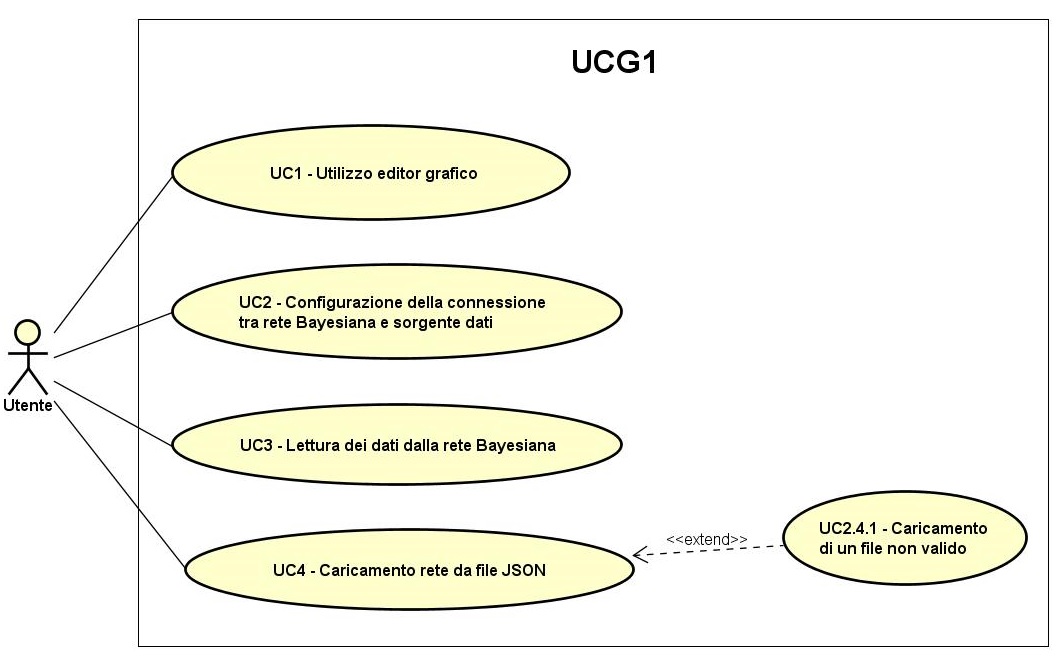 UCG1
UC1 - Utilizzo editor grafico
UC2 - Configurazione della connessione
tra rete Bayesiana e sorgente dati
Utente
UC3 - Lettura dei dati dalla rete Bayesiana
UC4 - Caricamento rete da file JSON
<<extend>>
UC2.4.1 - Caricamento
di un file non valido